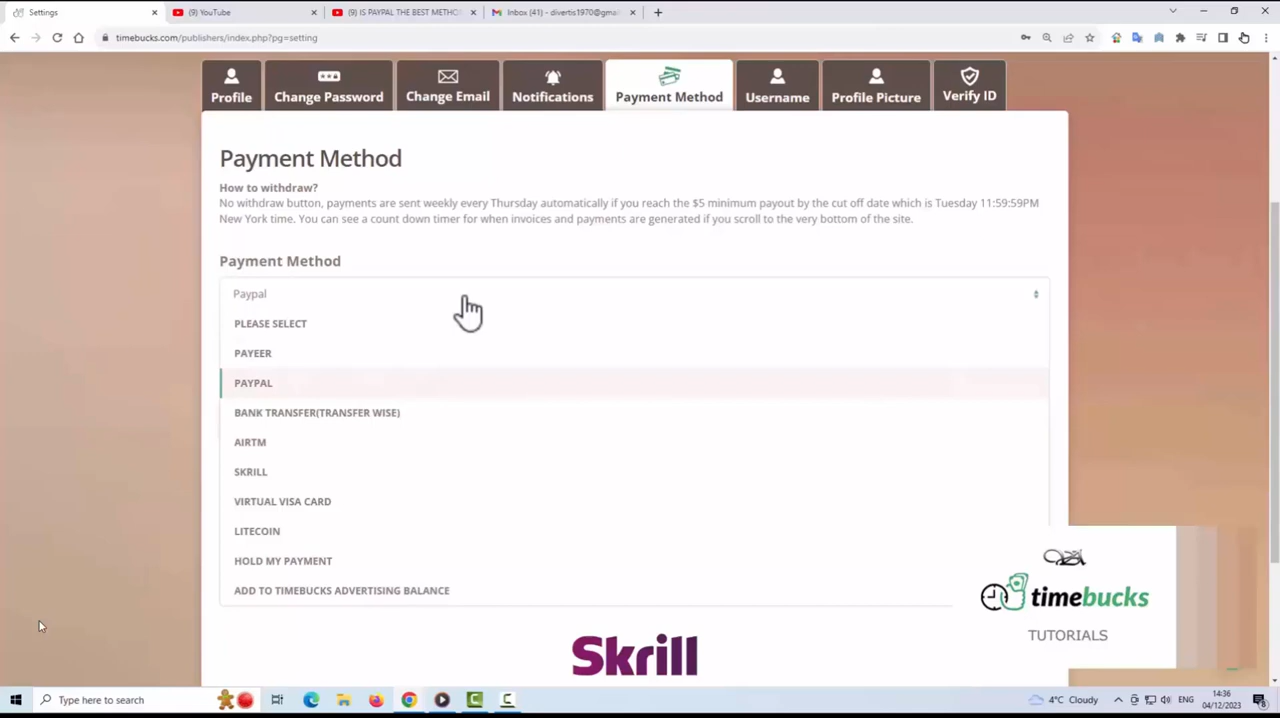 Settings
(9) YouTube
(9) IS PAYPAL THE BEST METHO
Inbox (41) - divertis1970@gma
timebucks.com/publishers/index.php?pg=setting
Profile
Change Password
Change Email
Notifications
Payment Method
Username
Profile Picture
Verify ID
Payment Method
How to withdraw?
No withdraw button, payments are sent weekly every Thursday automatically if you reach the $5 minimum payout by the cut off date which is Tuesday 11:59:59PM
New York time. You can see a count down timer for when invoices and payments are generated if you scroll to the very bottom of the site.
Payment Method
Paypal
PLEASE SELECT
PAYEER
PAYPAL
BANK TRANSFER(TRANSFER WISE)
AIRTM
SKRILL
VIRTUAL VISA CARD
LITECOIN
HOLD MY PAYMENT
ADD TO TIMEBUCKS ADVERTISING BALANCE
timebucks
TUTORIALS
Skrill
Type here to search
4°C Cloudy
ENG
14:36
04/12/2023